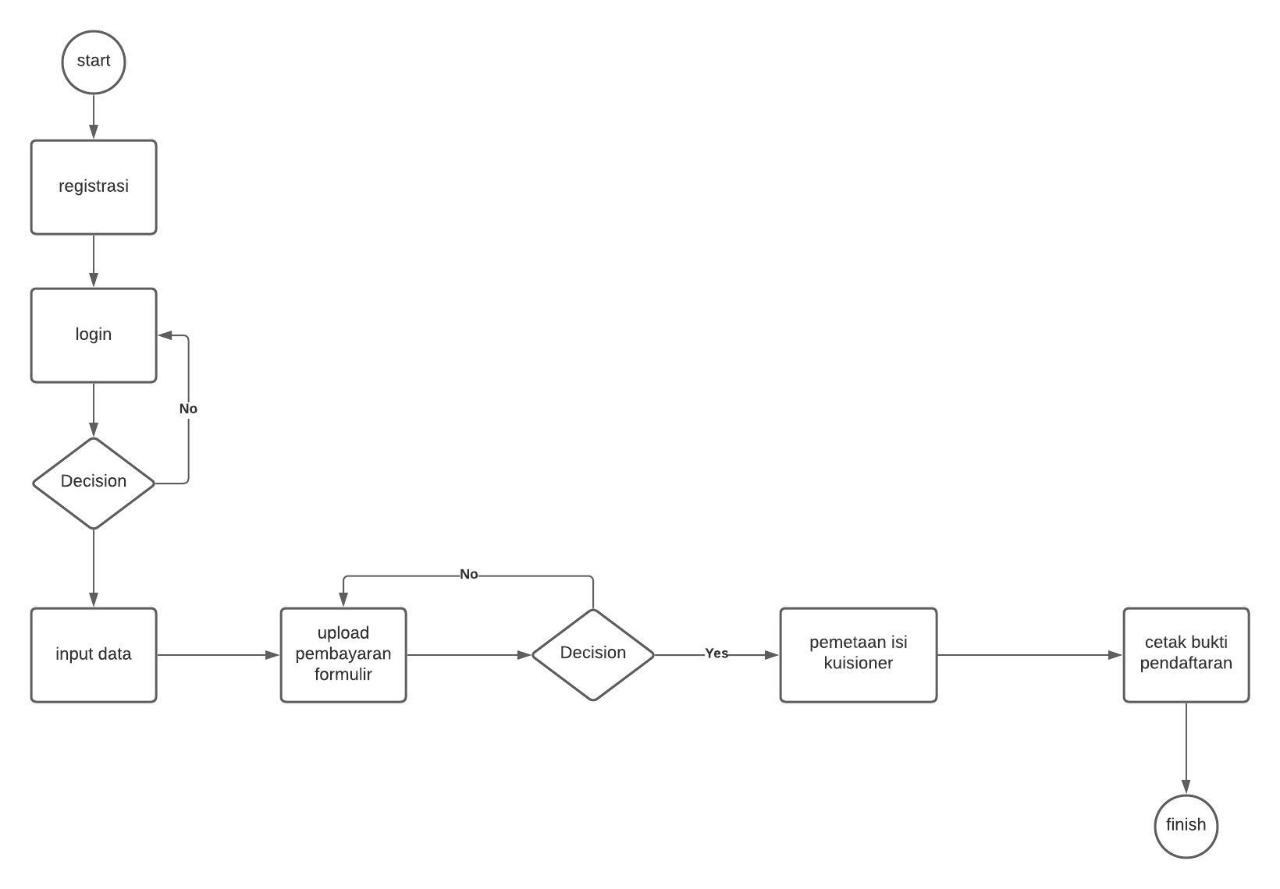 start
registrasi
login
No
Decision
input data
upload
pembayaran
formulir
No
Decision
Yes
pemetaan isi
kuisioner
cetak bukti
pendaftaran
finish